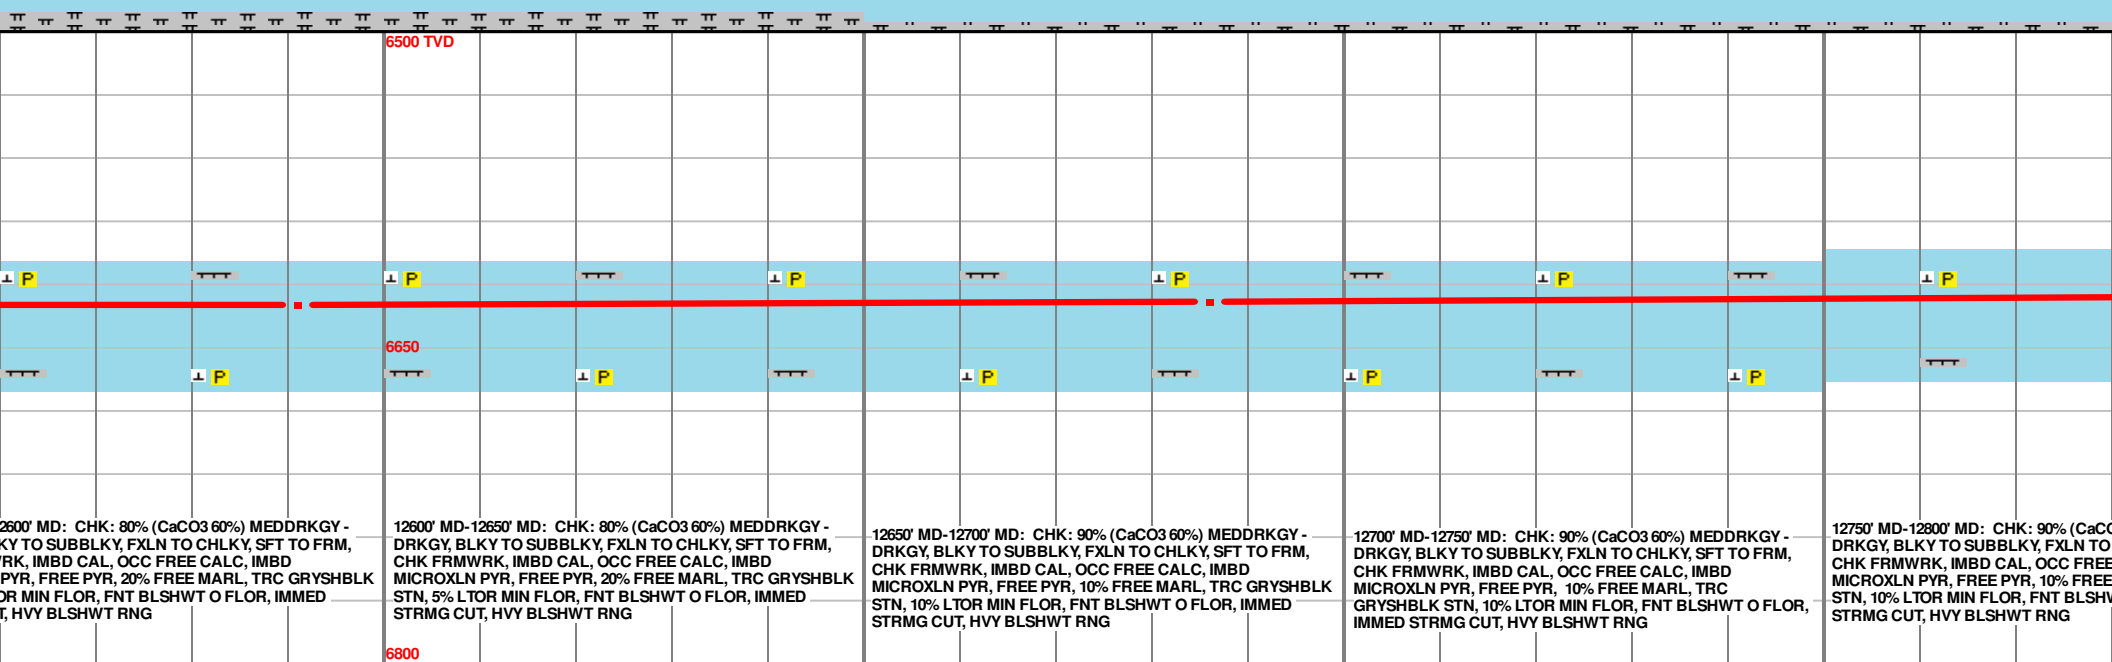 6500 TVD
P
P
P
P
P
P
6650
P
P
P
P
P
2600' MD: CHK: 80% (CaCO3 60%) MEDDRKGY -
KY TO SUBBLKY, FXLN TO CHLKY, SFT TO FRM,
RK, IMBD CAL, OCC FREE CALC, IMBD
PYR, FREE PYR, 20% FREE MARL, TRC GRYSHBLK
OR MIN FLOR, FNT BLSHWT O FLOR, IMMED
T, HVY BLSHWT RNG
12600' MD-12650' MD: CHK: 80% (CaCO3 60%) MEDDRKGY -
DRKGY, BLKY TO SUBBLKY, FXLN TO CHLKY, SFT TO FRM,
CHK FRMWRK, IMBD CAL, OCC FREE CALC, IMBD
MICROXLN PYR, FREE PYR, 20% FREE MARL, TRC GRYSHBLK
STN, 5% LTOR MIN FLOR, FNT BLSHWT O FLOR, IMMED
STRMG CUT, HVY BLSHWT RNG
12650' MD-12700' MD: CHK: 90% (CaCO3 60%) MEDDRKGY -
DRKGY, BLKY TO SUBBLKY, FXLN TO CHLKY, SFT TO FRM,
CHK FRMWRK, IMBD CAL, OCC FREE CALC, IMBD
MICROXLN PYR, FREE PYR, 10% FREE MARL, TRC GRYSHBLK
STN, 10% LTOR MIN FLOR, FNT BLSHWT O FLOR, IMMED
STRMG CUT, HVY BLSHWT RNG
12700' MD-12750' MD: CHK: 90% (CaCO3 60%) MEDDRKGY -
DRKGY, BLKY TO SUBBLKY, FXLN TO CHLKY, SFT TO FRM,
CHK FRMWRK, IMBD CAL, OCC FREE CALC, IMBD
MICROXLN PYR, FREE PYR, 10% FREE MARL, TRC
GRYSHBLK STN, 10% LTOR MIN FLOR, FNT BLSHWT O FLOR,
IMMED STRMG CUT, HVY BLSHWT RNG
12750' MD-12800' MD: CHK: 90% (CaCO
DRKGY, BLKY TO SUBBLKY, FXLN TO
CHK FRMWRK, IMBD CAL, OCC FREE
MICROXLN PYR, FREE PYR, 10% FREE
STN, 10% LTOR MIN FLOR, FNT BLSHW
STRMG CUT, HVY BLSHWT RNG
6800